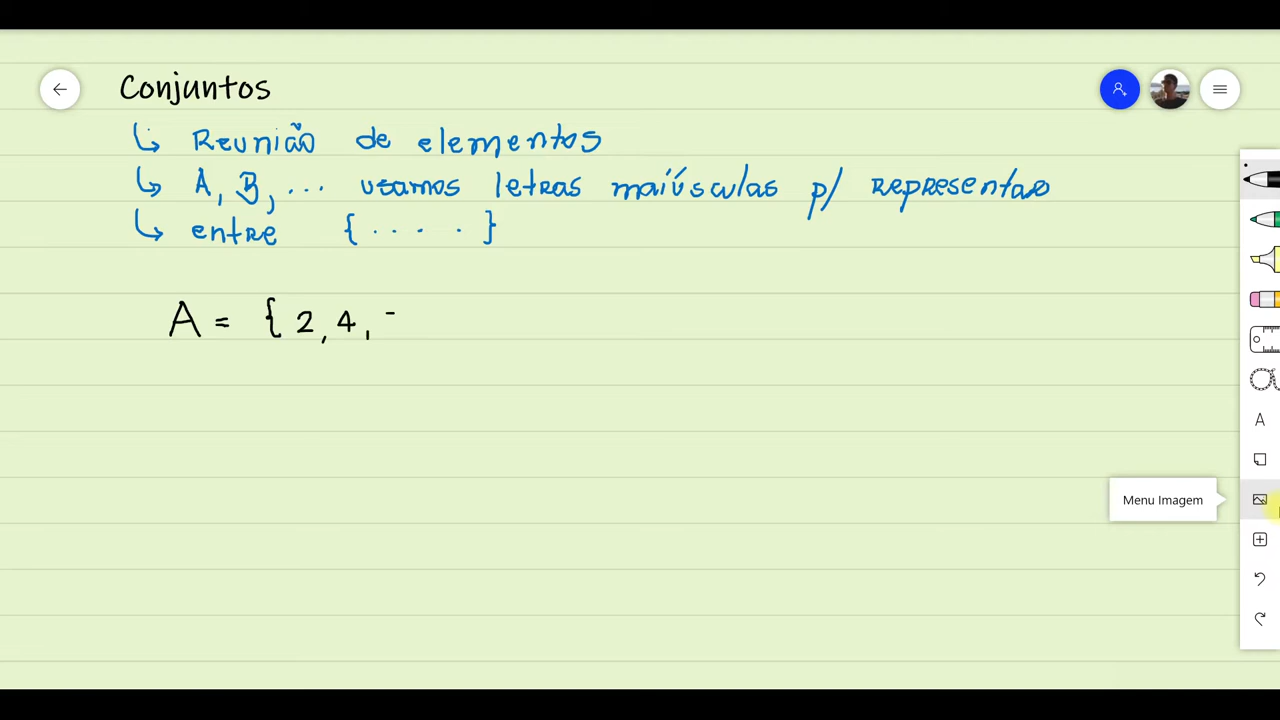 Conjuntos
↳ Reunião de elementos
↳ A, B, ... usamos letras maiúsculas p/ representar
↳ entre { . . . . }
A = { 2, 4, -
A
Menu Imagem